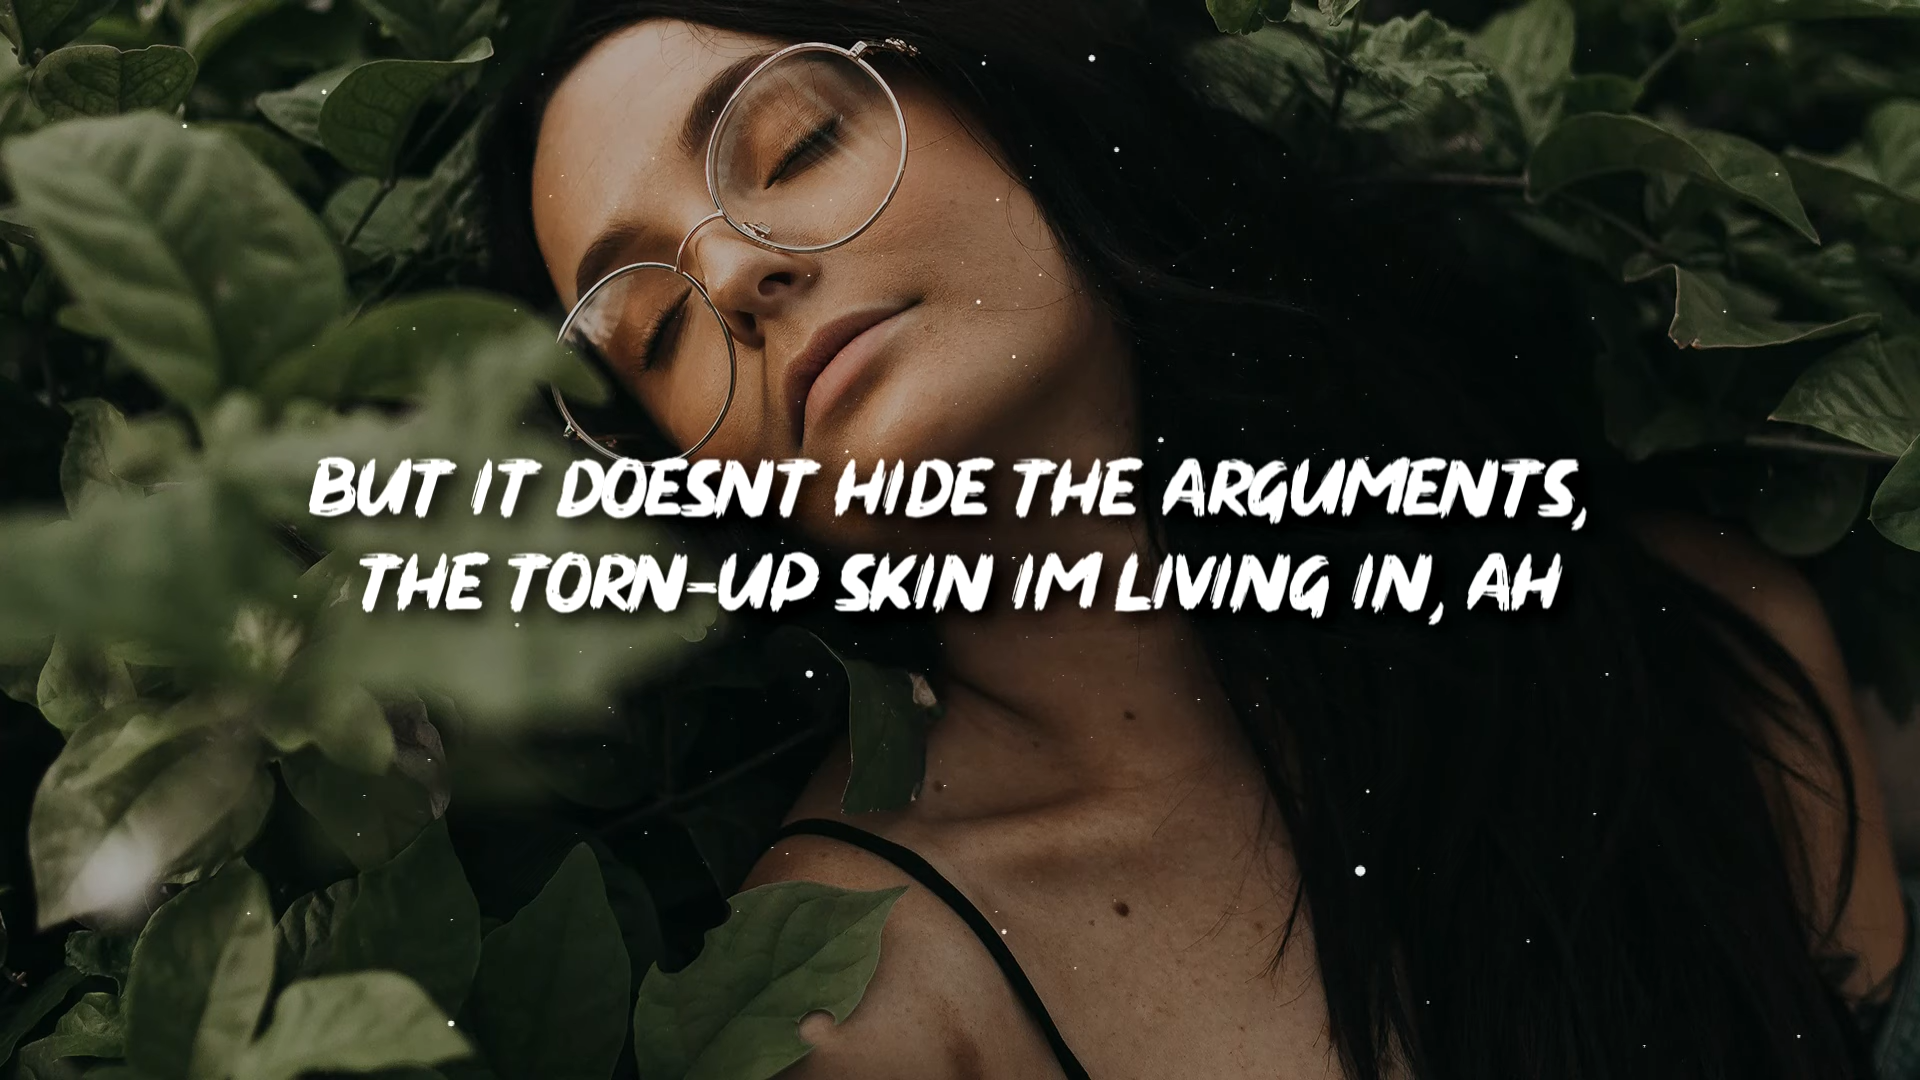 BUT IT DOESNT HIDE THE ARGUMENTS,
THE TORN-UP SKIN IM LIVING IN, AH